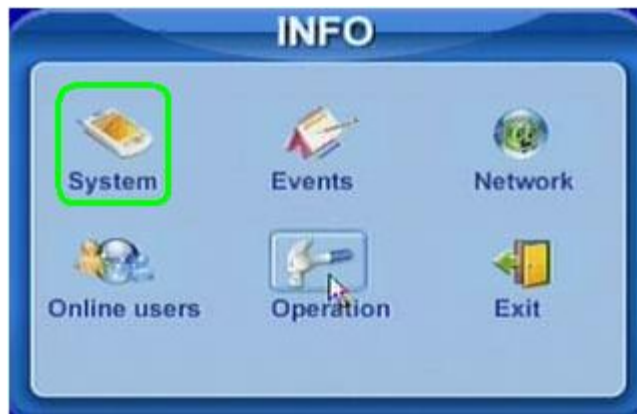 INFO
System
Events
Network
Online users
Operation
Exit